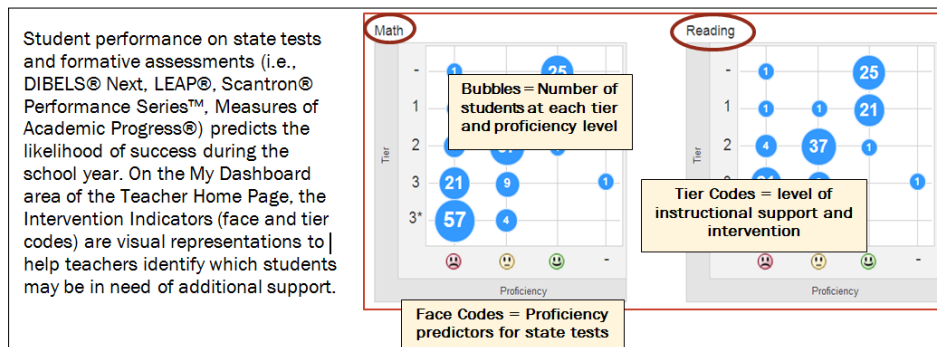 Student performance on state tests
and formative assessments (i.e.,
DIBELS® Next, LEAP®, Scantron®
Performance Series™, Measures of
Academic Progress®) predicts the
likelihood of success during the
school year. On the My Dashboard
area of the Teacher Home Page, the
Intervention Indicators (face and tier
codes) are visual representations to
help teachers identify which students
may be in need of additional support.
Math
Tier
- 1 25
Bubbles = Number of
students at each tier
and proficiency level
1
2
3 21 9 1
3* 57 4
-
Proficiency
Face Codes = Proficiency
predictors for state tests
Reading
Tier
- 1 25
1 1 1 21
2 4 37 1
3 1
Tier Codes = level of
instructional support and
intervention
-
Proficiency